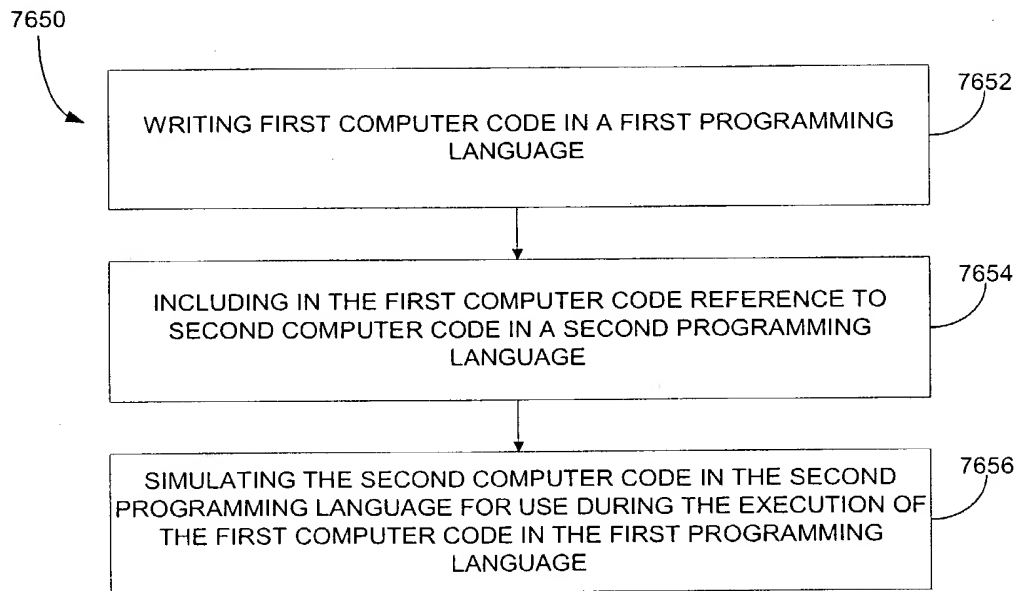 7650
7652
WRITING FIRST COMPUTER CODE IN A FIRST PROGRAMMING
LANGUAGE
7654
INCLUDING IN THE FIRST COMPUTER CODE REFERENCE TO
SECOND COMPUTER CODE IN A SECOND PROGRAMMING
LANGUAGE
7656
SIMULATING THE SECOND COMPUTER CODE IN THE SECOND
PROGRAMMING LANGUAGE FOR USE DURING THE EXECUTION OF
THE FIRST COMPUTER CODE IN THE FIRST PROGRAMMING
LANGUAGE